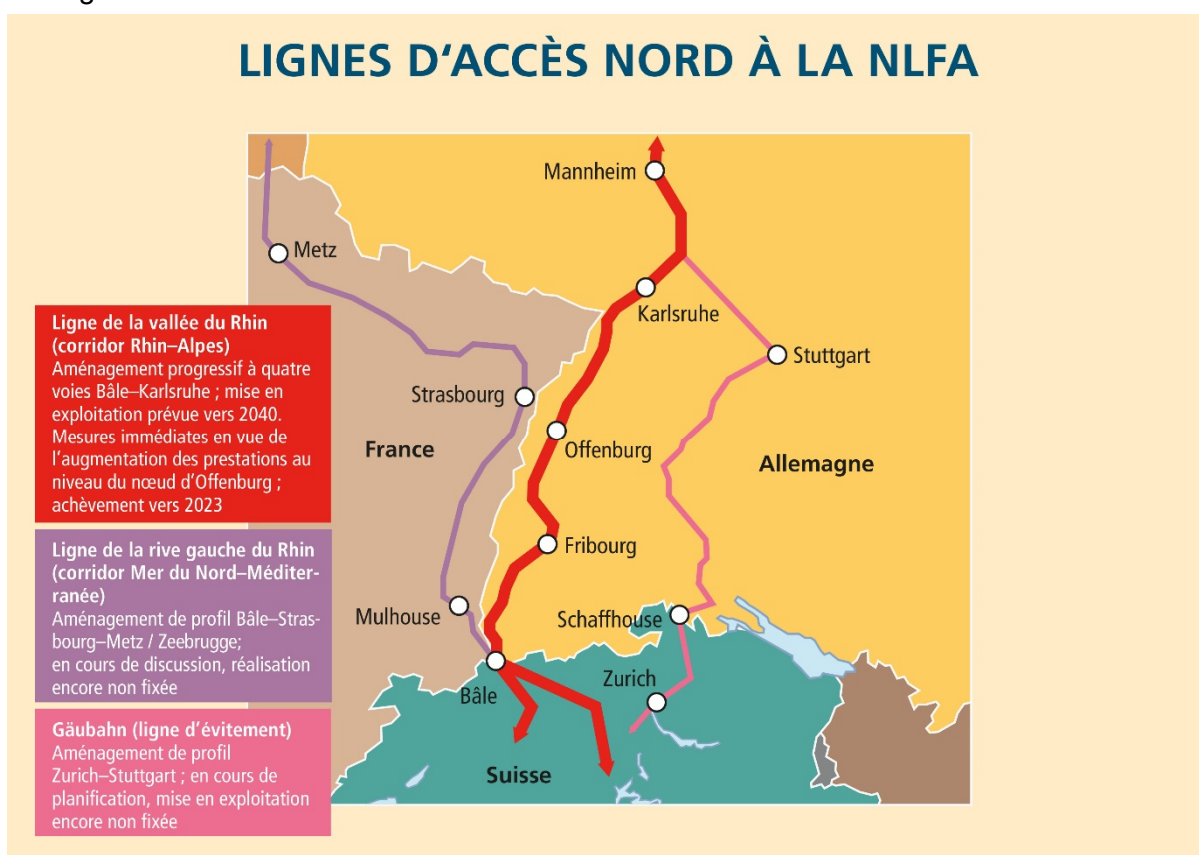 LIGNES D‘ACCÈS NORD À LA NLFA
Mannheim
Metz
Karlsruhe
Ligne de la vallée du Rhin
(corridor Rhin–Alpes)
Aménagement progressif à quatre
voies Bâle–Karlsruhe ; mise en
exploitation prévue vers 2040.
Mesures immédiates en vue de
l’augmentation des prestations au
niveau du nœud d’Offenburg ;
achèvement vers 2023
Stuttgart
Strasbourg
France
Offenburg
Allemagne
Ligne de la rive gauche du Rhin
(corridor Mer du Nord–Méditer-
ranée)
Aménagement de profil Bâle–Stras-
bourg–Metz / Zeebrugge;
en cours de discussion, réalisation
encore non fixée
Fribourg
Mulhouse
Schaffhouse
Bâle
Zurich
Gäubahn (ligne d’évitement)
Aménagement de profil
Zurich–Stuttgart ; en cours de
planification, mise en exploitation
encore non fixée
Suisse